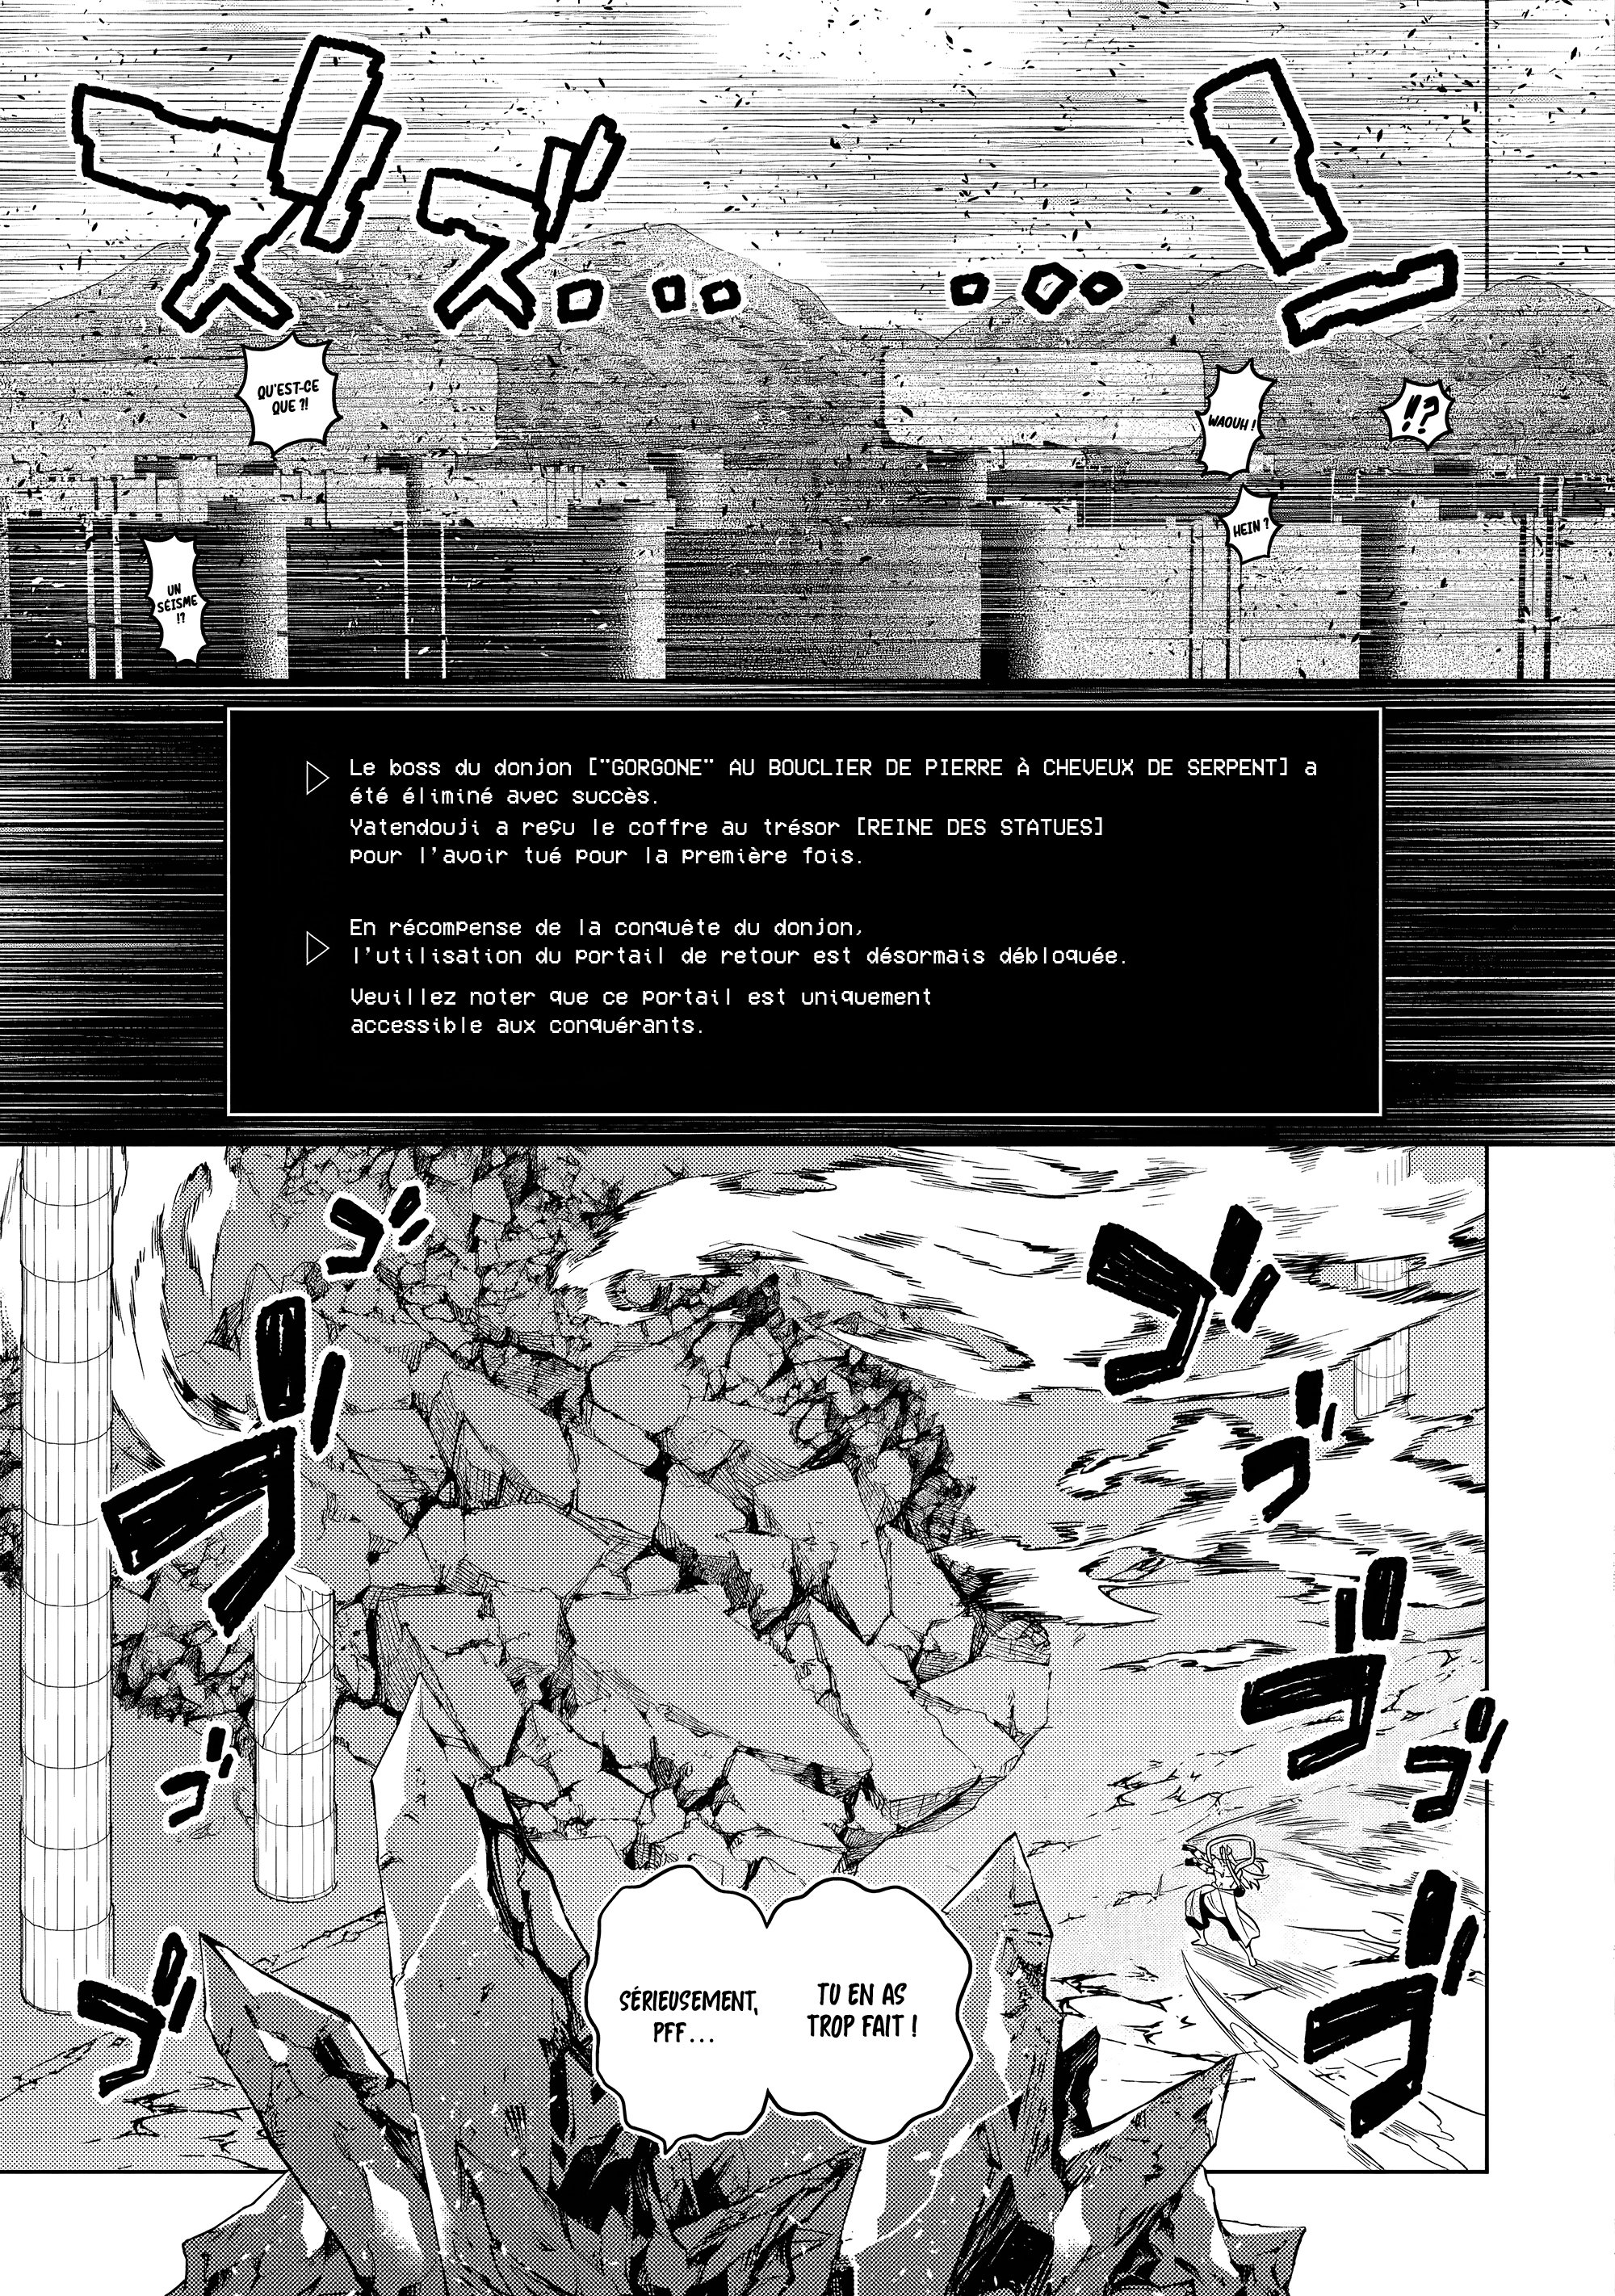 ズズ...
...ン
!?
WAOUH !
HEIN ?
QU'EST-CE
QUE ?!
UN
SÉISME
!?
Le boss du donjon ["GORGONE" AU BOUCLIER DE PIERRE À CHEVEUX DE SERPENT] a
été éliminé avec succès.
Yatendouji a reçu le coffre au trésor [REINE DES STATUES]
pour l'avoir tué pour la première fois.
En récompense de la conquête du donjon,
l'utilisation du portail de retour est désormais débloquée.
Veuillez noter que ce portail est uniquement
accessible aux conquérants.
ゴ
ゴ
ゴ
ゴ
ゴ
ゴ
ゴ
ゴ
ゴ
TU EN AS
TROP FAIT !
SÉRIEUSEMENT,
PFF...